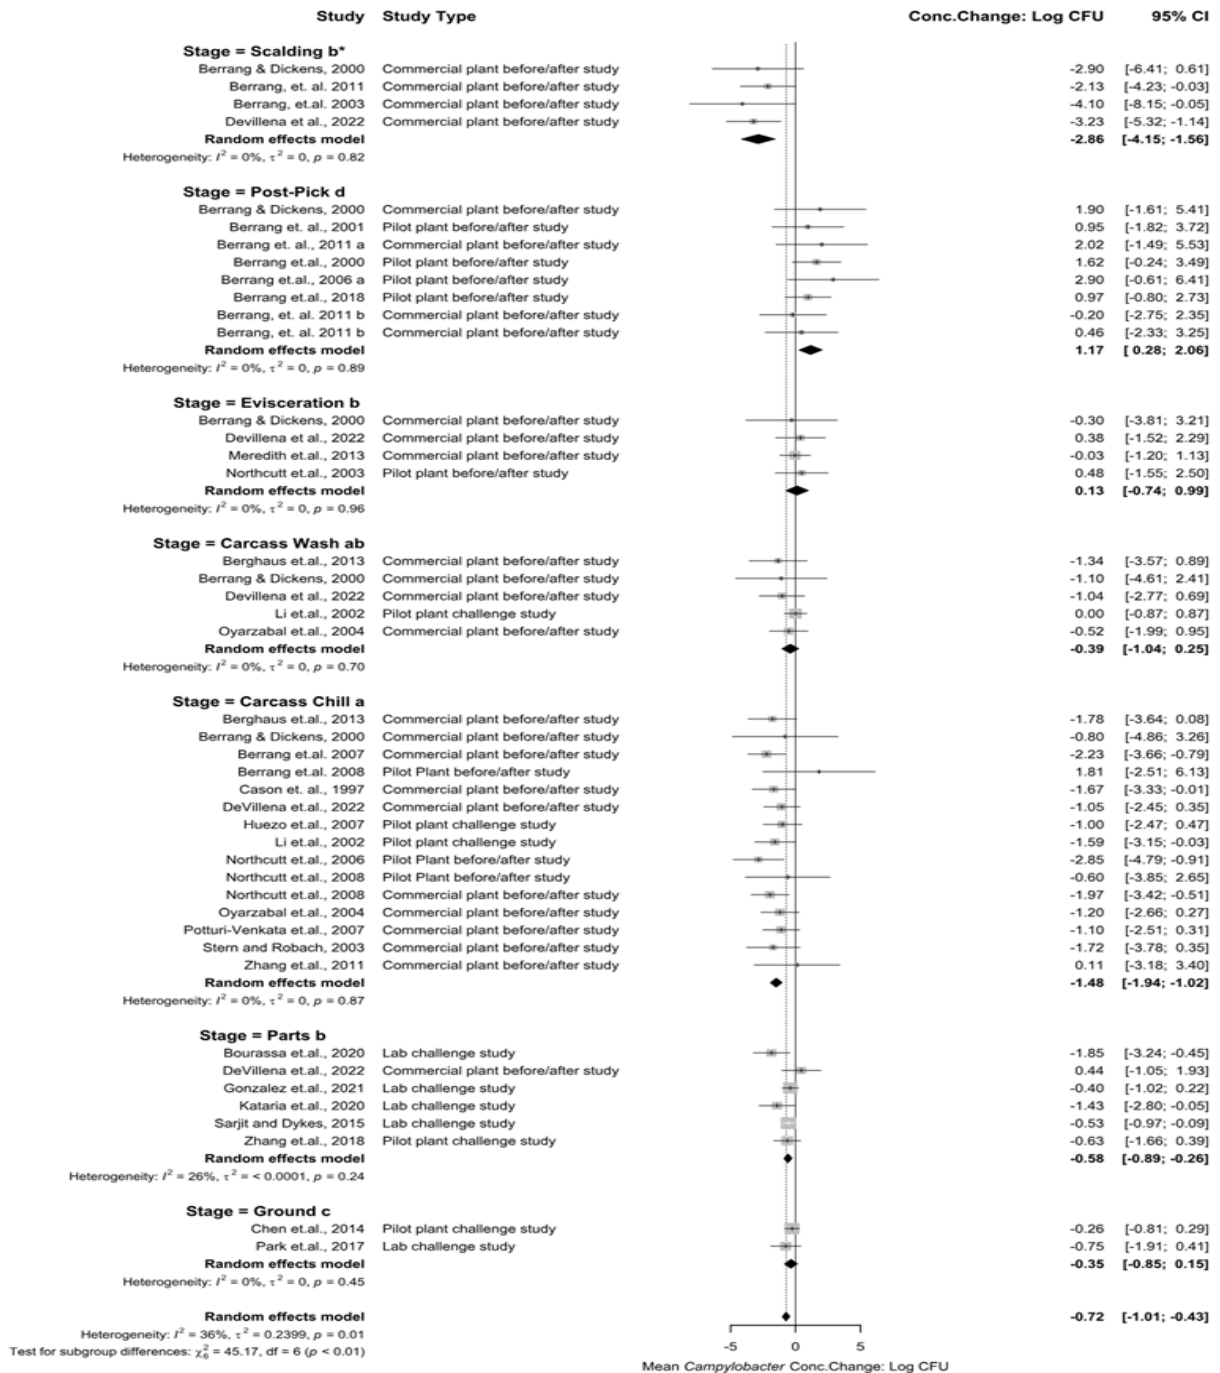 Study Study Type Conc.Change: Log CFU 95% CI
Stage = Scalding b*
Berrang & Dickens, 2000 Commercial plant before/after study -2.90 [-6.41; 0.61]
Berrang, et. al. 2011 Commercial plant before/after study -2.13 [-4.23; -0.03]
Berrang, et.al. 2003 Commercial plant before/after study -4.10 [-8.15; -0.05]
Devillena et.al., 2022 Commercial plant before/after study -3.23 [-5.32; -1.14]
Random effects model -2.86 [-4.15; -1.56]
Heterogeneity: I² = 0%, τ² = 0, p = 0.82
Stage = Post-Pick d
Berrang & Dickens, 2000 Commercial plant before/after study 1.90 [-1.61; 5.41]
Berrang et. al., 2001 Pilot plant before/after study 0.95 [-1.82; 3.72]
Berrang et. al., 2011 a Commercial plant before/after study 2.02 [-1.49; 5.53]
Berrang et.al., 2000 Pilot plant before/after study 1.62 [-0.24; 3.49]
Berrang et.al., 2006 a Pilot plant before/after study 2.90 [-0.61; 6.41]
Berrang et.al., 2018 Pilot plant before/after study 0.97 [-0.80; 2.73]
Berrang, et. al. 2011 b Commercial plant before/after study -0.20 [-2.75; 2.35]
Berrang, et. al. 2011 b Commercial plant before/after study 0.46 [-2.33; 3.25]
Random effects model 1.17 [ 0.28; 2.06]
Heterogeneity: I² = 0%, τ² = 0, p = 0.89
Stage = Evisceration b
Berrang & Dickens, 2000 Commercial plant before/after study -0.30 [-3.81; 3.21]
Devillena et al., 2022 Commercial plant before/after study 0.38 [-1.52; 2.29]
Meredith et.al., 2013 Commercial plant before/after study -0.03 [-1.20; 1.13]
Northcutt et.al., 2003 Pilot plant before/after study 0.48 [-1.55; 2.50]
Random effects model 0.13 [-0.74; 0.99]
Heterogeneity: I² = 0%, τ² = 0, p = 0.96
Stage = Carcass Wash ab
Berghaus et.al., 2013 Commercial plant before/after study -1.34 [-3.57; 0.89]
Berrang & Dickens, 2000 Commercial plant before/after study -1.10 [-4.61; 2.41]
Devillena et.al., 2022 Commercial plant before/after study -1.04 [-2.77; 0.69]
Li et.al., 2002 Pilot plant challenge study 0.00 [-0.87; 0.87]
Oyarzabal et.al., 2004 Commercial plant before/after study -0.52 [-1.99; 0.95]
Random effects model -0.39 [-1.04; 0.25]
Heterogeneity: I² = 0%, τ² = 0, p = 0.70
Stage = Carcass Chill a
Berghaus et.al., 2013 Commercial plant before/after study -1.78 [-3.64; 0.08]
Berrang & Dickens, 2000 Commercial plant before/after study -0.80 [-4.86; 3.26]
Berrang et.al. 2007 Commercial plant before/after study -2.23 [-3.66; -0.79]
Berrang et.al. 2008 Pilot Plant before/after study 1.81 [-2.51; 6.13]
Cason et. al., 1997 Commercial plant before/after study -1.67 [-3.33; -0.01]
DeVillena et.al., 2022 Commercial plant before/after study -1.05 [-2.45; 0.35]
Huezo et.al., 2007 Pilot plant challenge study -1.00 [-2.47; 0.47]
Li et.al., 2002 Pilot plant challenge study -1.59 [-3.15; -0.03]
Northcutt et.al., 2006 Pilot Plant before/after study -2.85 [-4.79; -0.91]
Northcutt et.al., 2008 Pilot Plant before/after study -0.60 [-3.85; 2.65]
Northcutt et.al., 2008 Commercial plant before/after study -1.97 [-3.42; -0.51]
Oyarzabal et.al., 2004 Commercial plant before/after study -1.20 [-2.66; 0.27]
Potturi-Venkata et.al., 2007 Commercial plant before/after study -1.10 [-2.51; 0.31]
Stern and Robach, 2003 Commercial plant before/after study -1.72 [-3.78; 0.35]
Zhang et.al., 2011 Commercial plant before/after study 0.11 [-3.18; 3.40]
Random effects model -1.48 [-1.94; -1.02]
Heterogeneity: I² = 0%, τ² = 0, p = 0.87
Stage = Parts b
Bourassa et.al., 2020 Lab challenge study -1.85 [-3.24; -0.45]
DeVillena et.al., 2022 Commercial plant before/after study 0.44 [-1.05; 1.93]
Gonzalez et.al., 2021 Lab challenge study -0.40 [-1.02; 0.22]
Kataria et.al., 2020 Lab challenge study -1.43 [-2.80; -0.05]
Sarjit and Dykes, 2015 Lab challenge study -0.53 [-0.97; -0.09]
Zhang et.al., 2018 Pilot plant challenge study -0.63 [-1.66; 0.39]
Random effects model -0.58 [-0.89; -0.26]
Heterogeneity: I² = 26%, τ² = < 0.0001, p = 0.24
Stage = Ground c
Chen et.al., 2014 Pilot plant challenge study -0.26 [-0.81; 0.29]
Park et.al., 2017 Lab challenge study -0.75 [-1.91; 0.41]
Random effects model -0.35 [-0.85; 0.15]
Heterogeneity: I² = 0%, τ² = 0, p = 0.45
Random effects model -0.72 [-1.01; -0.43]
Heterogeneity: I² = 36%, τ² = 0.2399, p = 0.01
Test for subgroup differences: χ²₆ = 45.17, df = 6 (p < 0.01)
-5 0 5
Mean Campylobacter Conc.Change: Log CFU